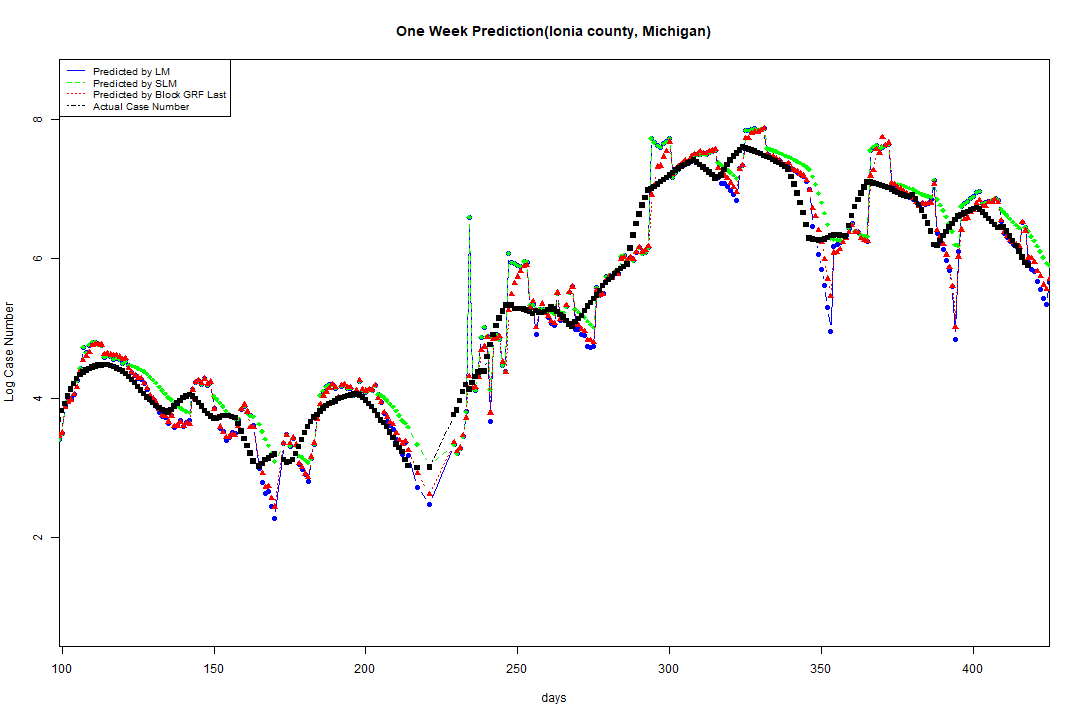 One Week Prediction(Ionia county, Michigan)
Predicted by LM
Predicted by SLM
Predicted by Block GRF Last
Actual Case Number
Log Case Number
8
6
4
2
100 150 200 250 300 350 400
days